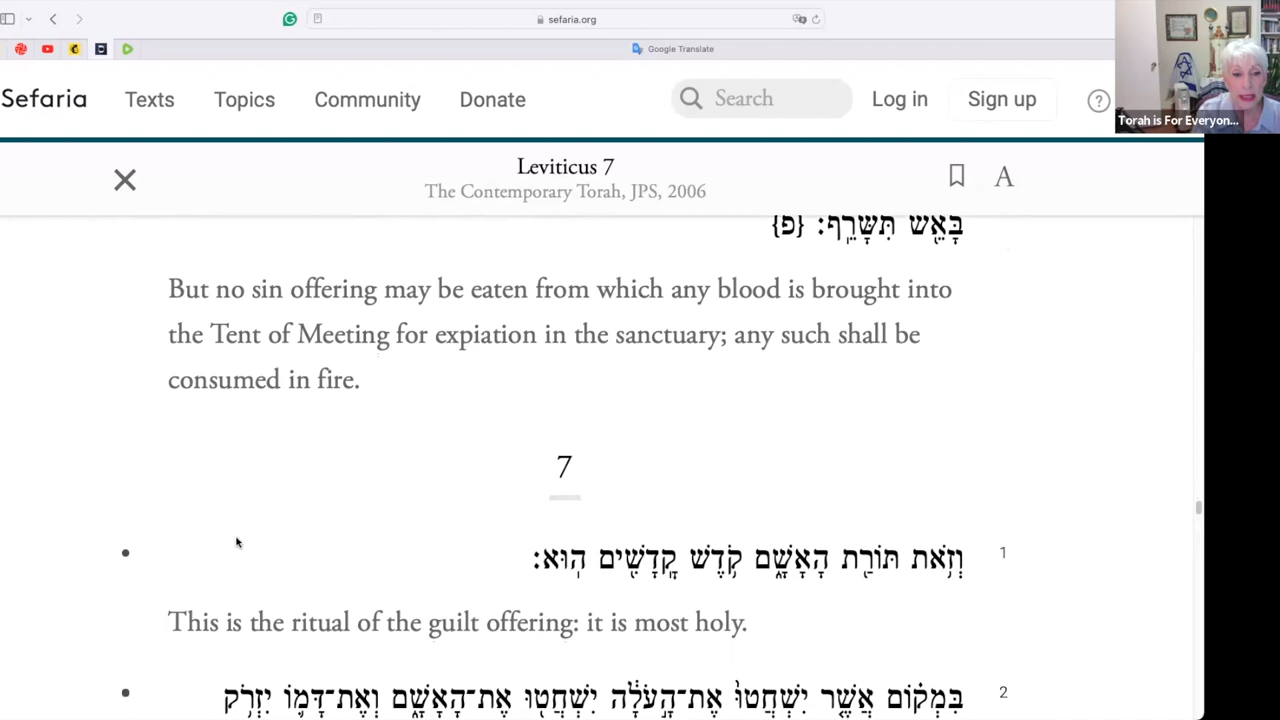 sefaria.org
Google Translate
Sefaria Texts Topics Community Donate Search Log in Sign up ?
Torah is For Everyon...
Leviticus 7
The Contemporary Torah, JPS, 2006
A
בָּאֵ֖שׁ תִּשָּׂרֵֽף׃ {פ}
But no sin offering may be eaten from which any blood is brought into
the Tent of Meeting for expiation in the sanctuary; any such shall be
consumed in fire.
7
1
וְזֹ֥את תּוֹרַ֖ת הָאָשָׁ֑ם קֹ֥דֶשׁ קׇֽדָשִׁ֖ים הֽוּא׃
This is the ritual of the guilt offering: it is most holy.
2
בִּמְק֗וֹם אֲשֶׁ֤ר יִשְׁחֲטוּ֙ אֶת־הָ֣עֹלָ֔ה יִשְׁחֲט֖וּ אֶת־הָאָשָׁ֑ם וְאֶת־דָּמ֛וֹ יִזְרֹ֥ק